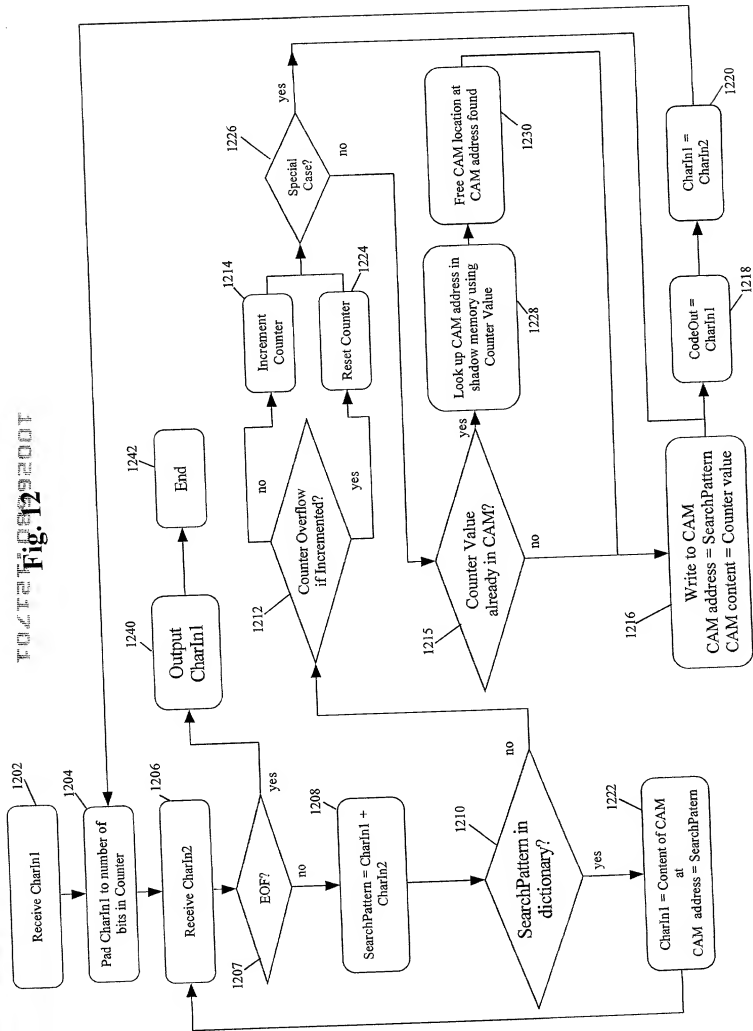 Fig. 12
1202
Receive CharIn1
1204
Pad CharIn1 to number of
bits in Counter
1206
Receive CharIn2
1207
EOF?
yes
no
1240
Output
CharIn1
1242
End
1208
SearchPattern = CharIn1 +
CharIn2
1210
SearchPattern in
dictionary?
no
yes
1222
CharIn1 = Content of CAM
at
CAM address = SearchPatern
1212
Counter Overflow
if Incremented?
no
yes
1214
Increment
Counter
1224
Reset Counter
1226
Special
Case?
yes
no
1215
Counter Value
already in CAM?
yes
no
1228
Look up CAM address in
shadow memory using
Counter Value
1230
Free CAM location at
CAM address found
1216
Write to CAM
CAM address = SearchPattern
CAM content = Counter value
1218
CodeOut =
CharIn1
1220
CharIn1 =
CharIn2